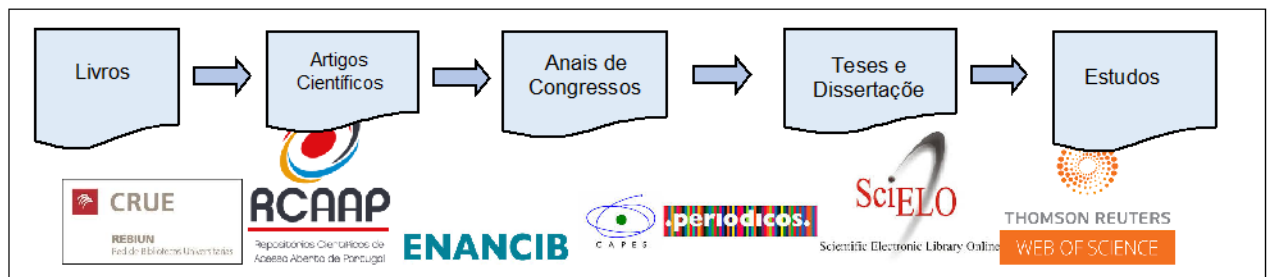 Livros
Artigos
Científicos
Anais de
Congressos
Teses e
Dissertaçõe
Estudos
CRUE
REBIUN
Red de Bibliotecas Universitarias
RCAAP
Repositórios Científicos de
Acesso Aberto de Portugal
ENANCIB
CAPES
.periodicos.
SciELO
Scientific Electronic Library Online
THOMSON REUTERS
WEB OF SCIENCE